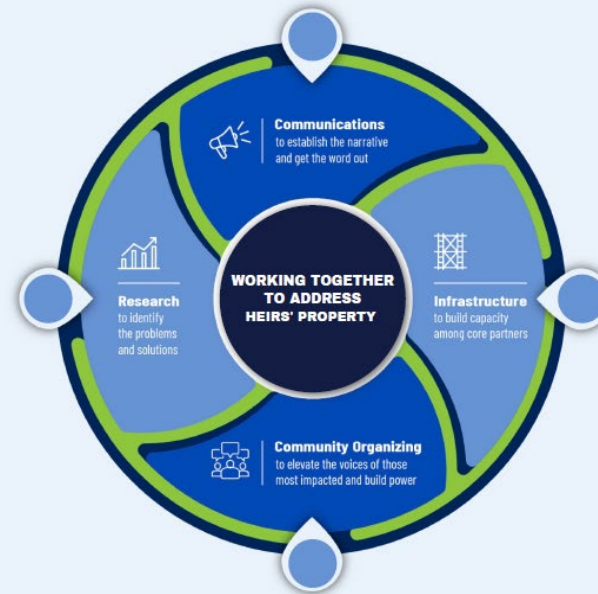 Communications
to establish the narrative
and get the word out
WORKING TOGETHER
TO ADDRESS
HEIRS' PROPERTY
Research
to identify
the problems
and solutions
Infrastructure
to build capacity
among core partners
Community Organizing
to elevate the voices of those
most impacted and build power